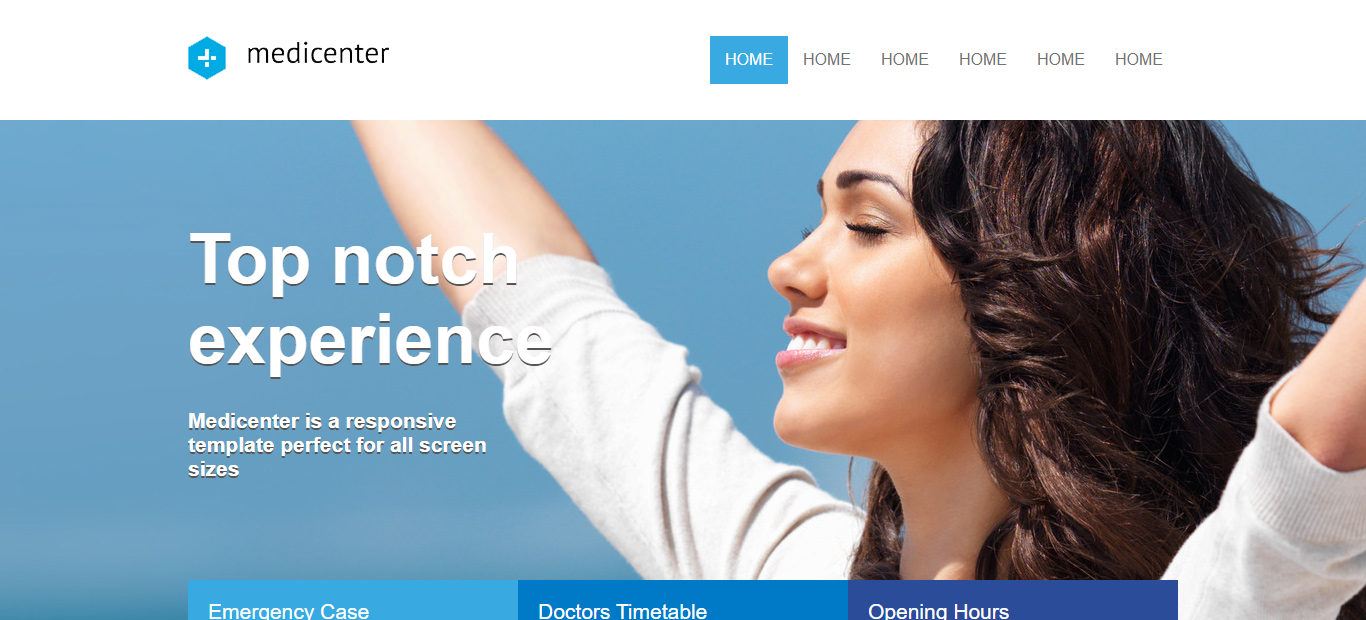 medicenter
HOME HOME HOME HOME HOME HOME
Top notch
experience
Medicenter is a responsive
template perfect for all screen
sizes
Emergency Case Doctors Timetable Opening Hours